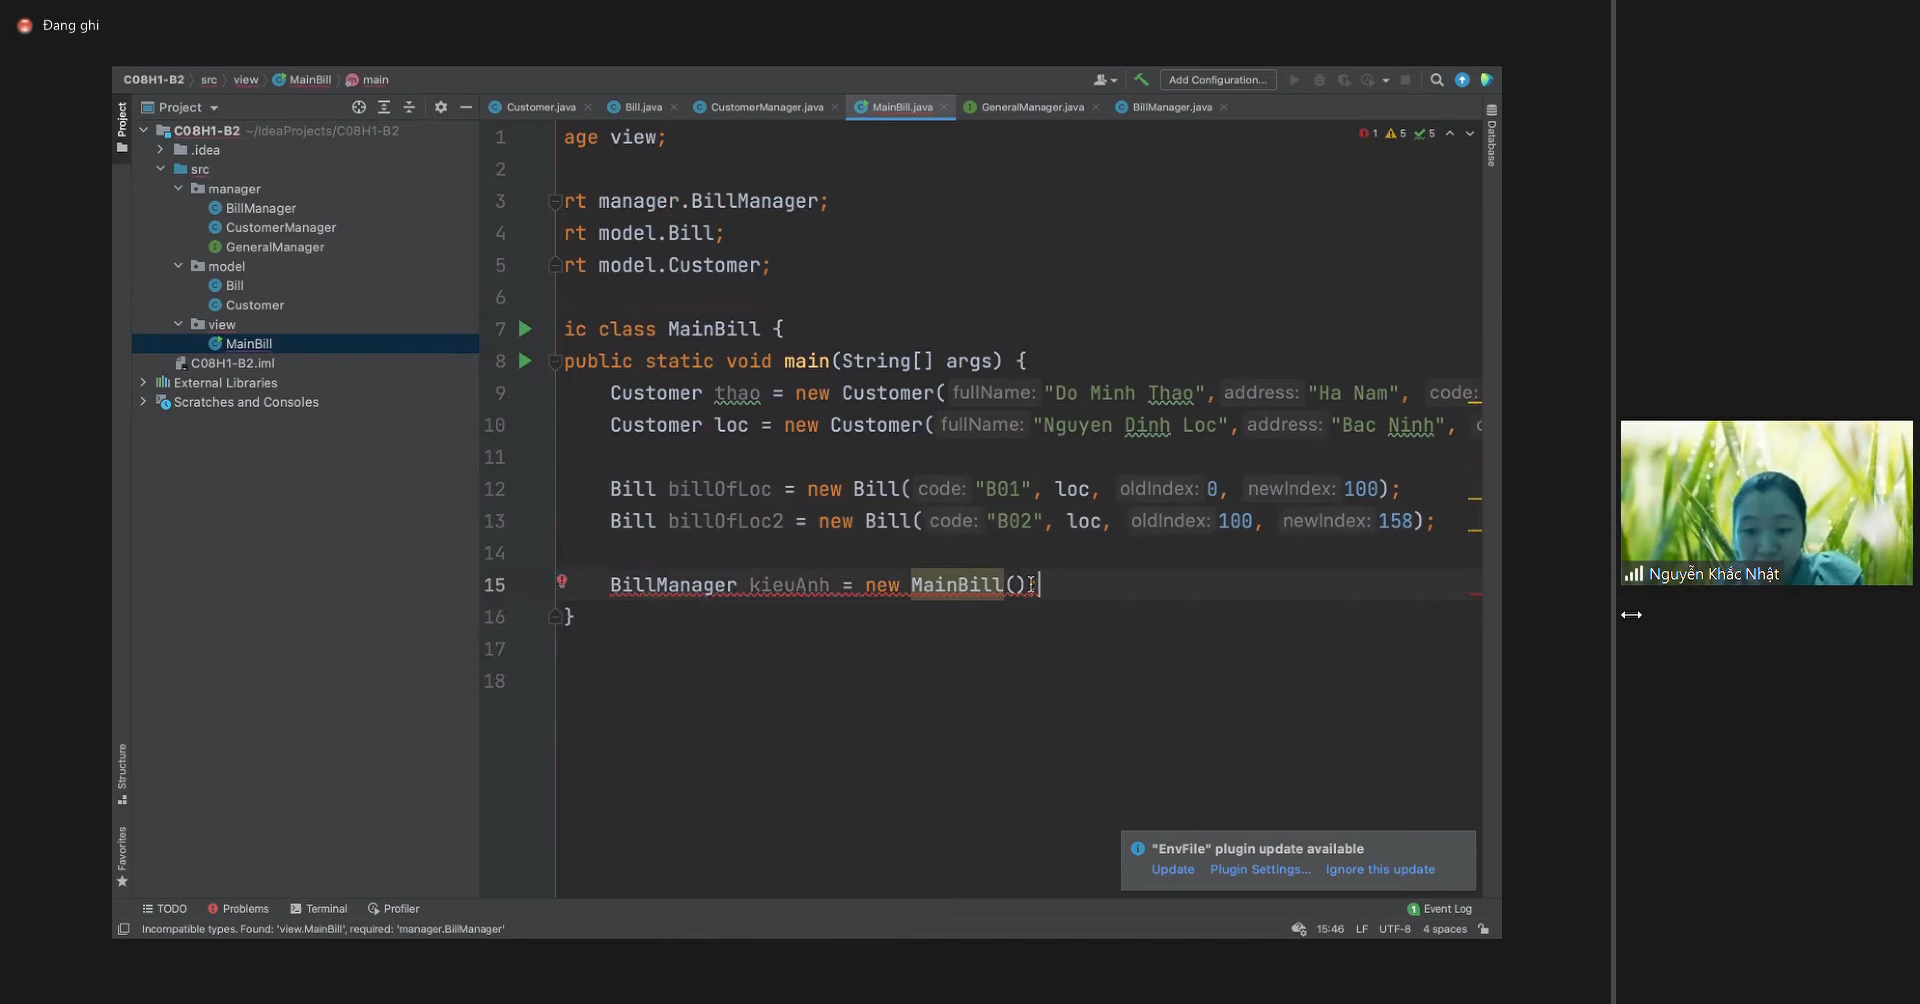 Đang ghi
C08H1-B2 src view MainBill main
Add Configuration...
Project
Customer.java Bill.java CustomerManager.java MainBill.java GeneralManager.java BillManager.java
Project
Database
C08H1-B2 ~/IdeaProjects/C08H1-B2
.idea
src
manager
BillManager
CustomerManager
GeneralManager
model
Bill
Customer
view
MainBill
C08H1-B2.iml
External Libraries
Scratches and Consoles
1 5 5
1 age view;
2
3 rt manager.BillManager;
4 rt model.Bill;
5 rt model.Customer;
6
7 ic class MainBill {
8 public static void main(String[] args) {
9 Customer thao = new Customer( fullName: "Do Minh Thao", address: "Ha Nam", code:
10 Customer loc = new Customer( fullName: "Nguyen Dinh Loc", address: "Bac Ninh", c
11
12 Bill billOfLoc = new Bill( code: "B01", loc, oldIndex: 0, newIndex: 100);
13 Bill billOfLoc2 = new Bill( code: "B02", loc, oldIndex: 100, newIndex: 158);
14
15 BillManager kieuAnh = new MainBill();
16 }
17
18
Nguyễn Khắc Nhật
Structure
Favorites
"EnvFile" plugin update available
Update Plugin Settings... Ignore this update
TODO Problems Terminal Profiler
1 Event Log
Incompatible types. Found: 'view.MainBill', required: 'manager.BillManager'
15:46 LF UTF-8 4 spaces